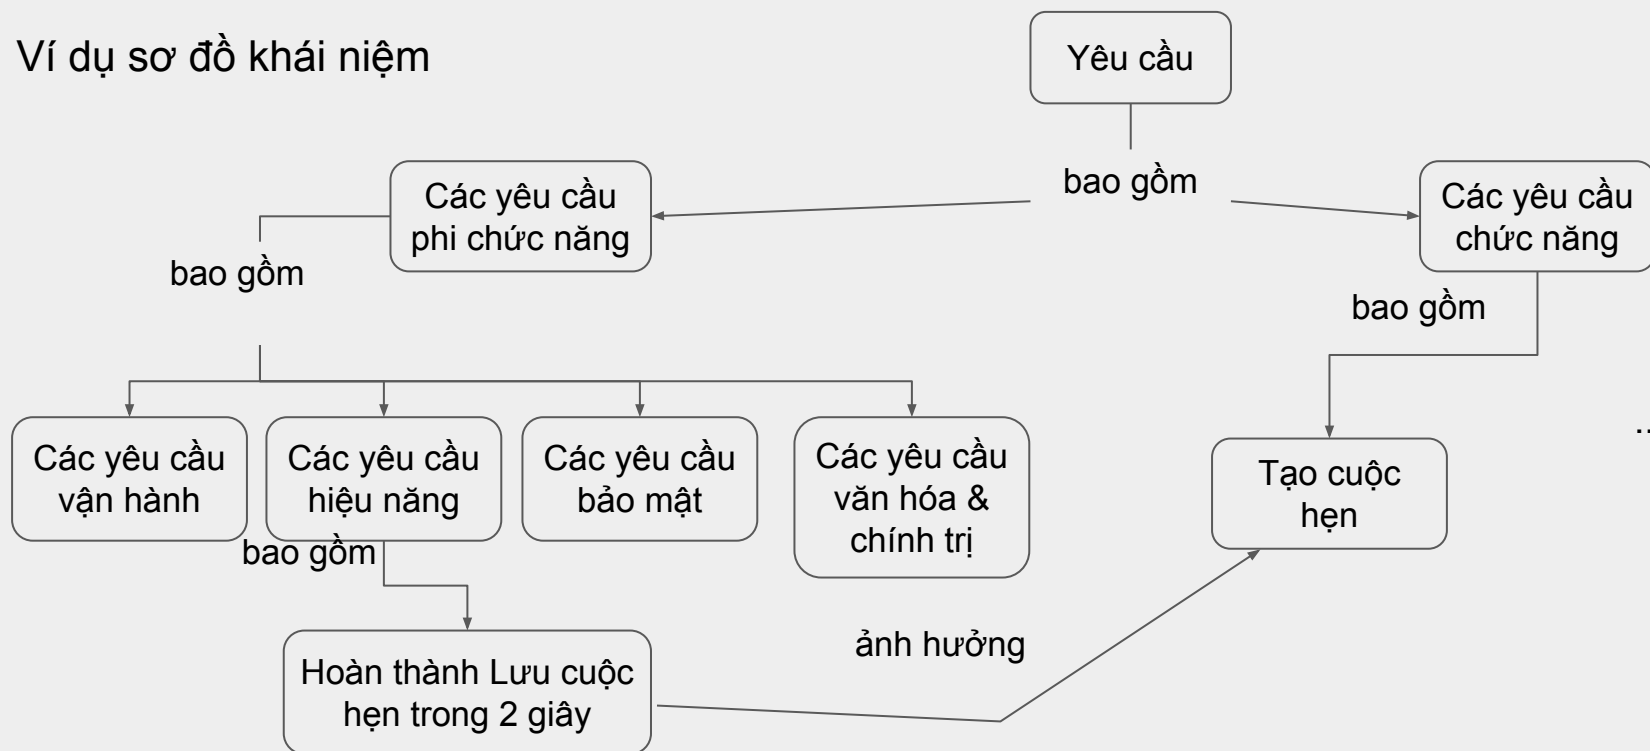 Ví dụ sơ đồ khái niệm
Yêu cầu
bao gồm
Các yêu cầu
phi chức năng
Các yêu cầu
chức năng
bao gồm
bao gồm
Các yêu cầu
vận hành
Các yêu cầu
hiệu năng
Các yêu cầu
bảo mật
Các yêu cầu
văn hóa &
chính trị
Tạo cuộc
hẹn
..
bao gồm
Hoàn thành Lưu cuộc
hẹn trong 2 giây
ảnh hưởng